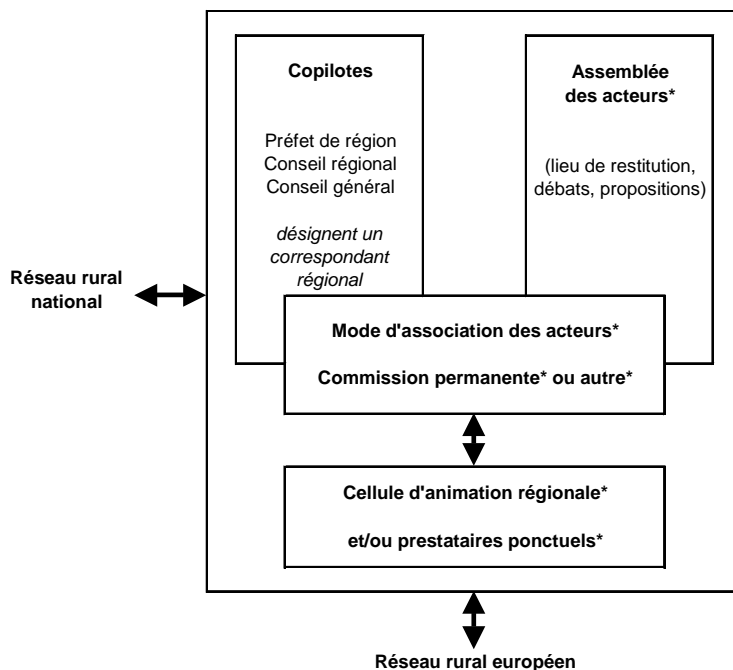 Copilotes
Préfet de région
Conseil régional
Conseil général
désignent un
correspondant
régional
Assemblée
des acteurs*
(lieu de restitution,
débats, propositions)
Réseau rural
national
Mode d'association des acteurs*
Commission permanente* ou autre*
Cellule d'animation régionale*
et/ou prestataires ponctuels*
Réseau rural européen